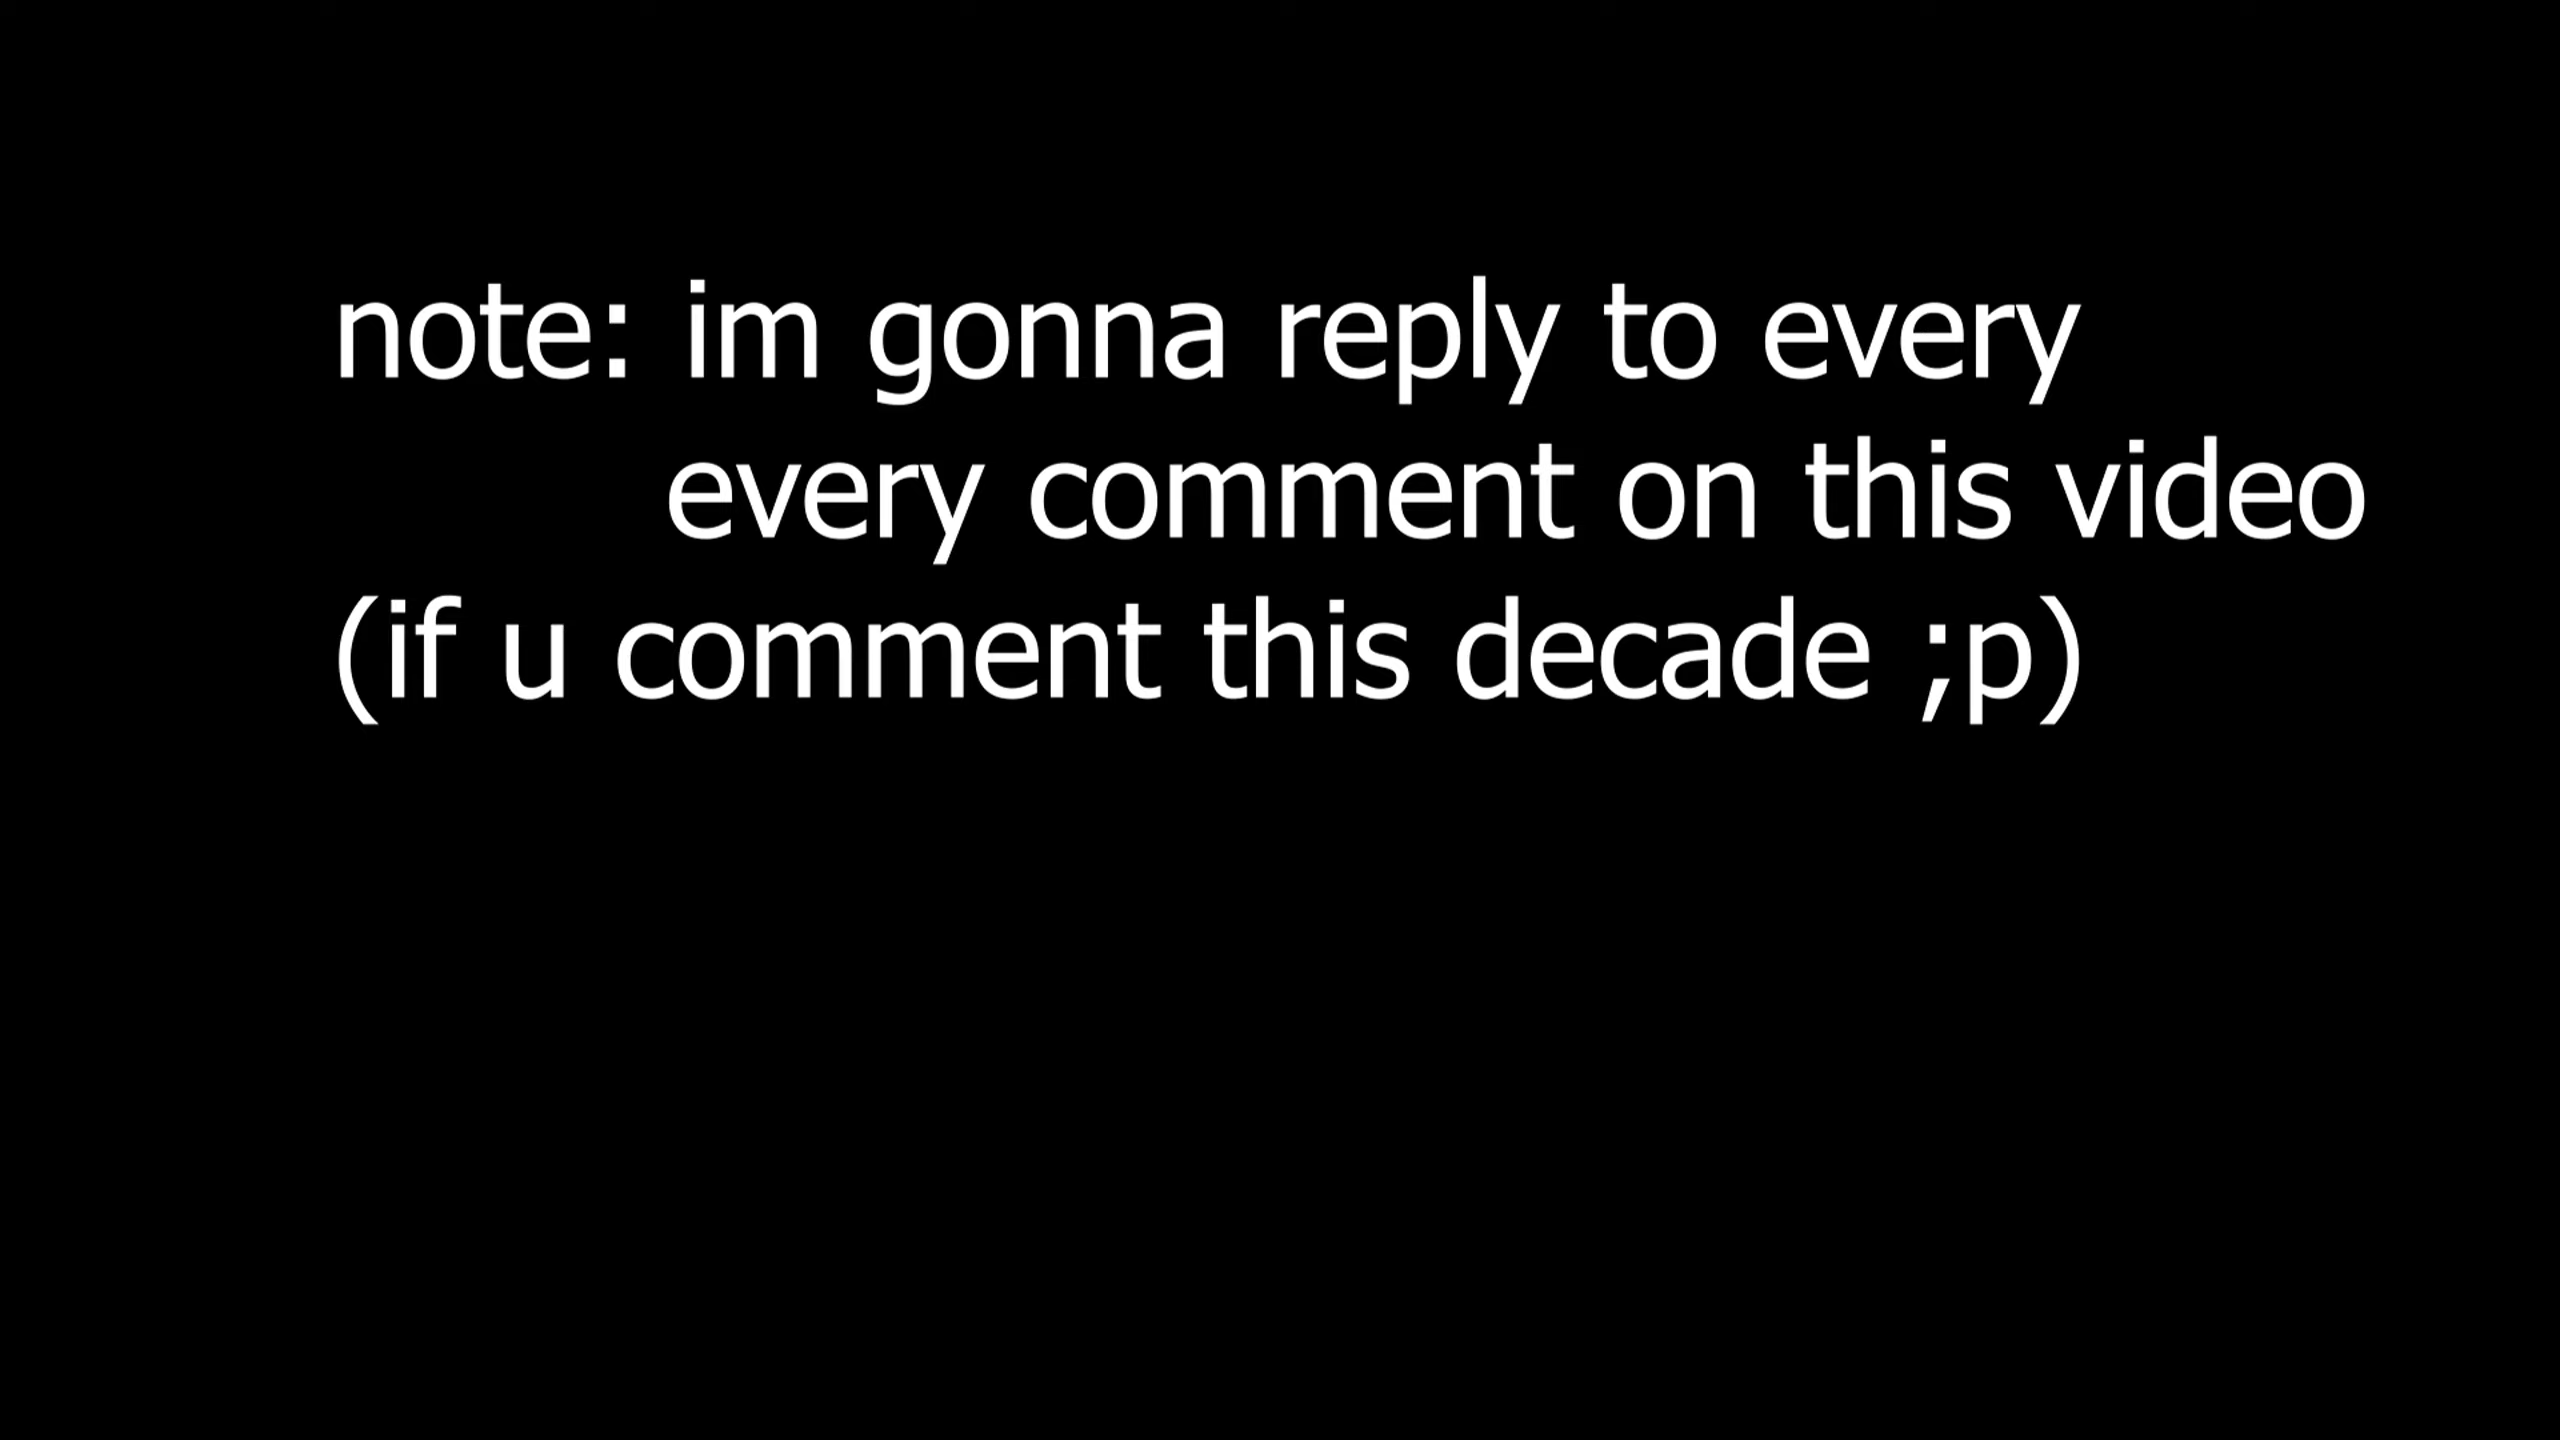 note: im gonna reply to every
every comment on this video
(if u comment this decade ;p)